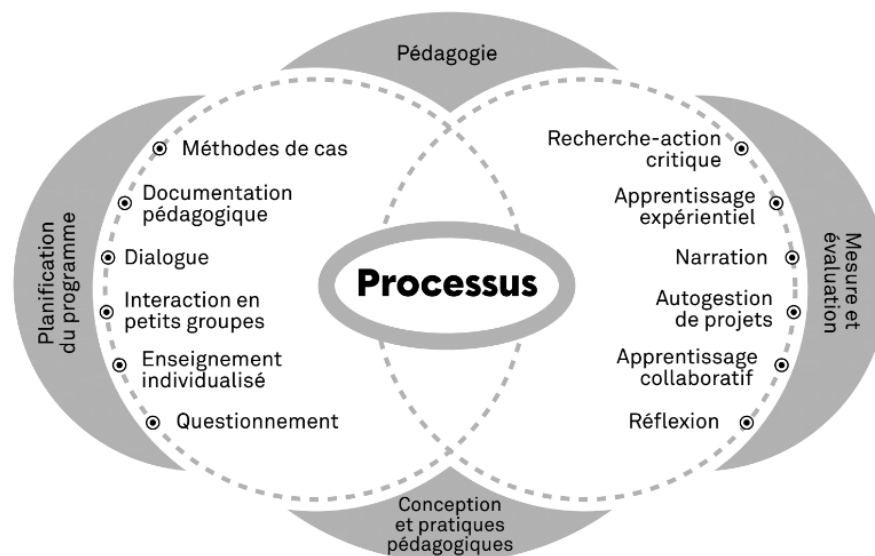 Pédagogie
Planification
du programme
Méthodes de cas
Documentation
pédagogique
Dialogue
Interaction en
petits groupes
Enseignement
individualisé
Questionnement
Processus
Recherche-action
critique
Apprentissage
expérientiel
Narration
Autogestion
de projets
Apprentissage
collaboratif
Réflexion
Mesure et
évaluation
Conception
et pratiques
pédagogiques